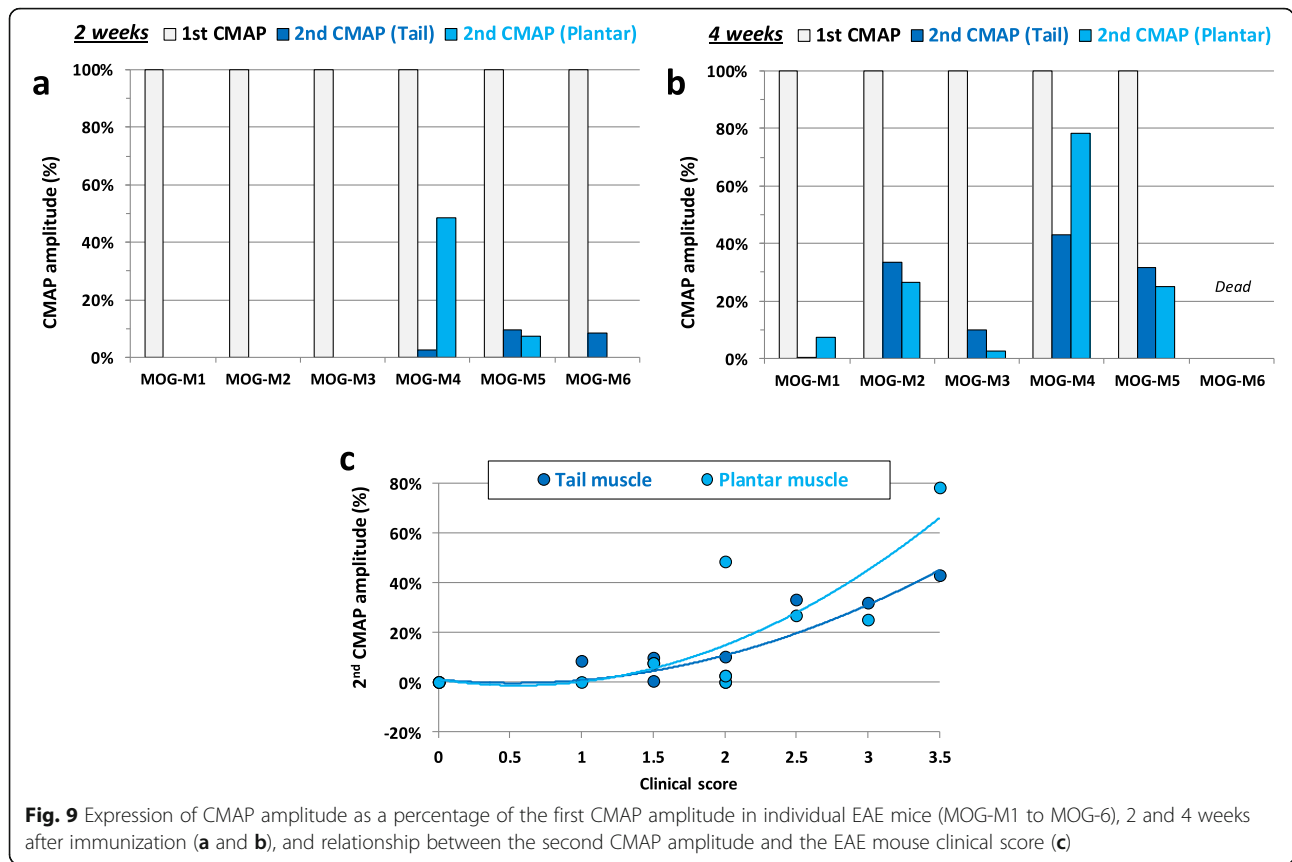 2 weeks 1st CMAP 2nd CMAP (Tail) 2nd CMAP (Plantar)
a
CMAP amplitude (%)
100%
80%
60%
40%
20%
0%
MOG-M1 MOG-M2 MOG-M3 MOG-M4 MOG-M5 MOG-M6
4 weeks 1st CMAP 2nd CMAP (Tail) 2nd CMAP (Plantar)
b
CMAP amplitude (%)
100%
80%
60%
40%
20%
0%
Dead
MOG-M1 MOG-M2 MOG-M3 MOG-M4 MOG-M5 MOG-M6
c
Tail muscle Plantar muscle
2nd CMAP amplitude (%)
80%
60%
40%
20%
0%
-20%
0 0.5 1 1.5 2 2.5 3 3.5
Clinical score
Fig. 9 Expression of CMAP amplitude as a percentage of the first CMAP amplitude in individual EAE mice (MOG-M1 to MOG-6), 2 and 4 weeks
after immunization (a and b), and relationship between the second CMAP amplitude and the EAE mouse clinical score (c)